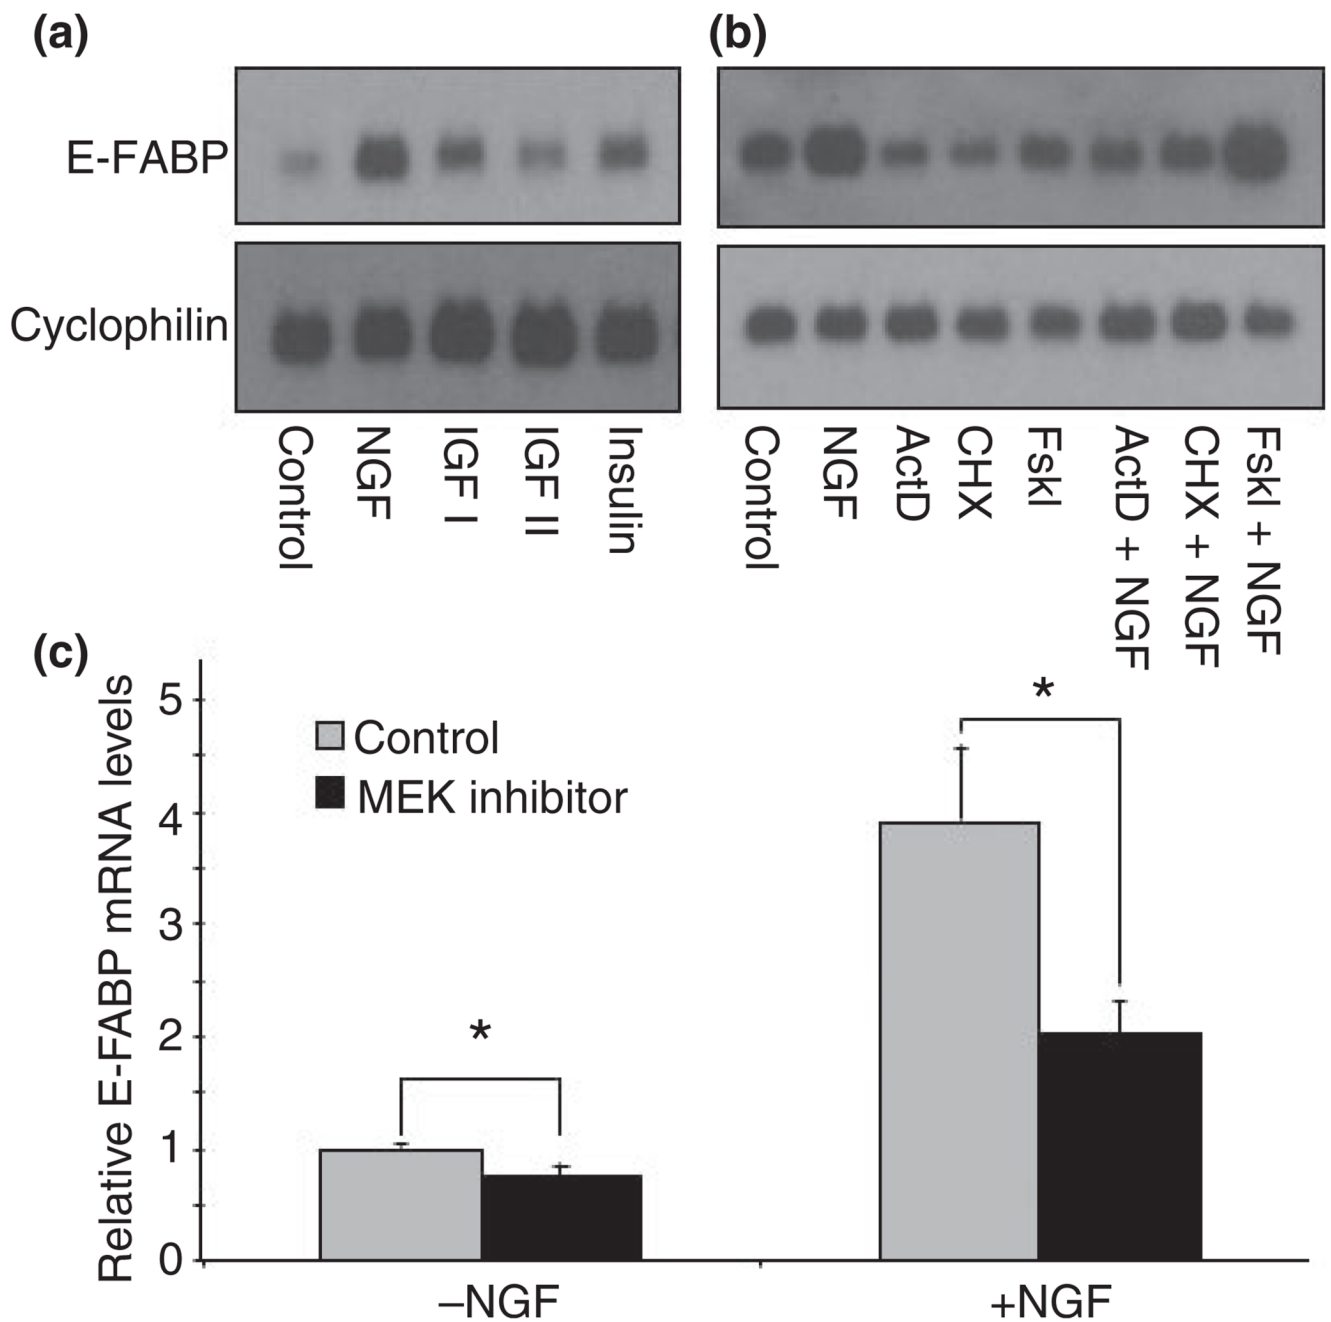 (a)
(b)
E-FABP
Cyclophilin
Control
NGF
IGF I
IGF II
Insulin
Control
NGF
ActD
CHX
Fskl
ActD + NGF
CHX + NGF
Fskl + NGF
(c)
Relative E-FABP mRNA levels
5
4
3
2
1
0
Control
MEK inhibitor
*
*
–NGF
+NGF